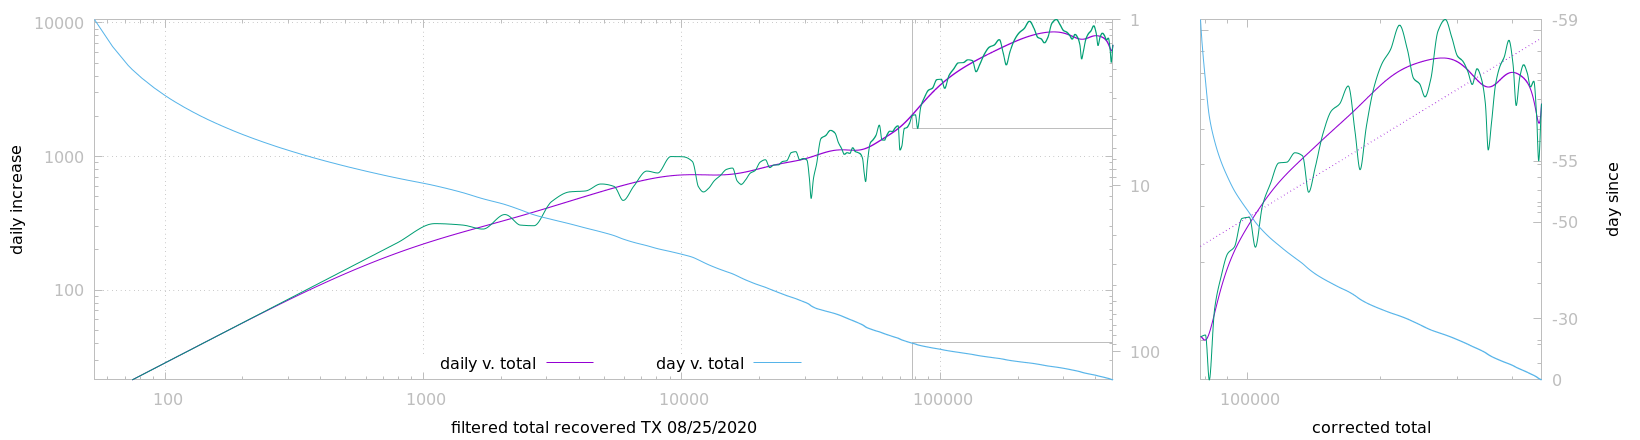 10000
1000
100
daily increase
daily v. total
day v. total
100
1000
10000
100000
filtered total recovered TX 08/25/2020
1
10
100
100000
corrected total
-59
-55
-50
-30
0
day since